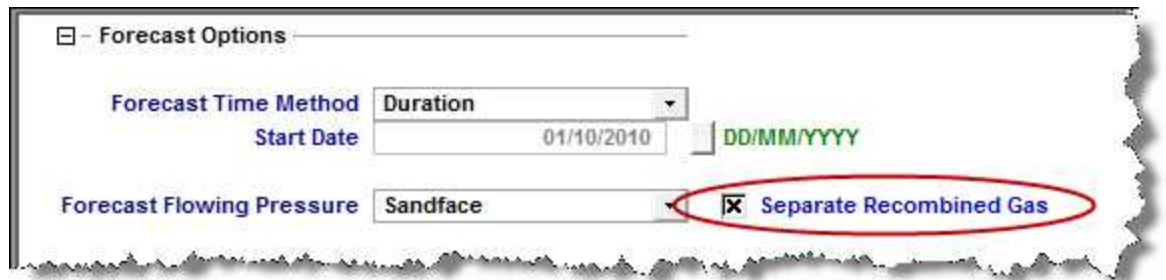 Forecast Options
Forecast Time Method Duration
Start Date 01/10/2010 DD/MM/YYYY
Forecast Flowing Pressure Sandface Separate Recombined Gas